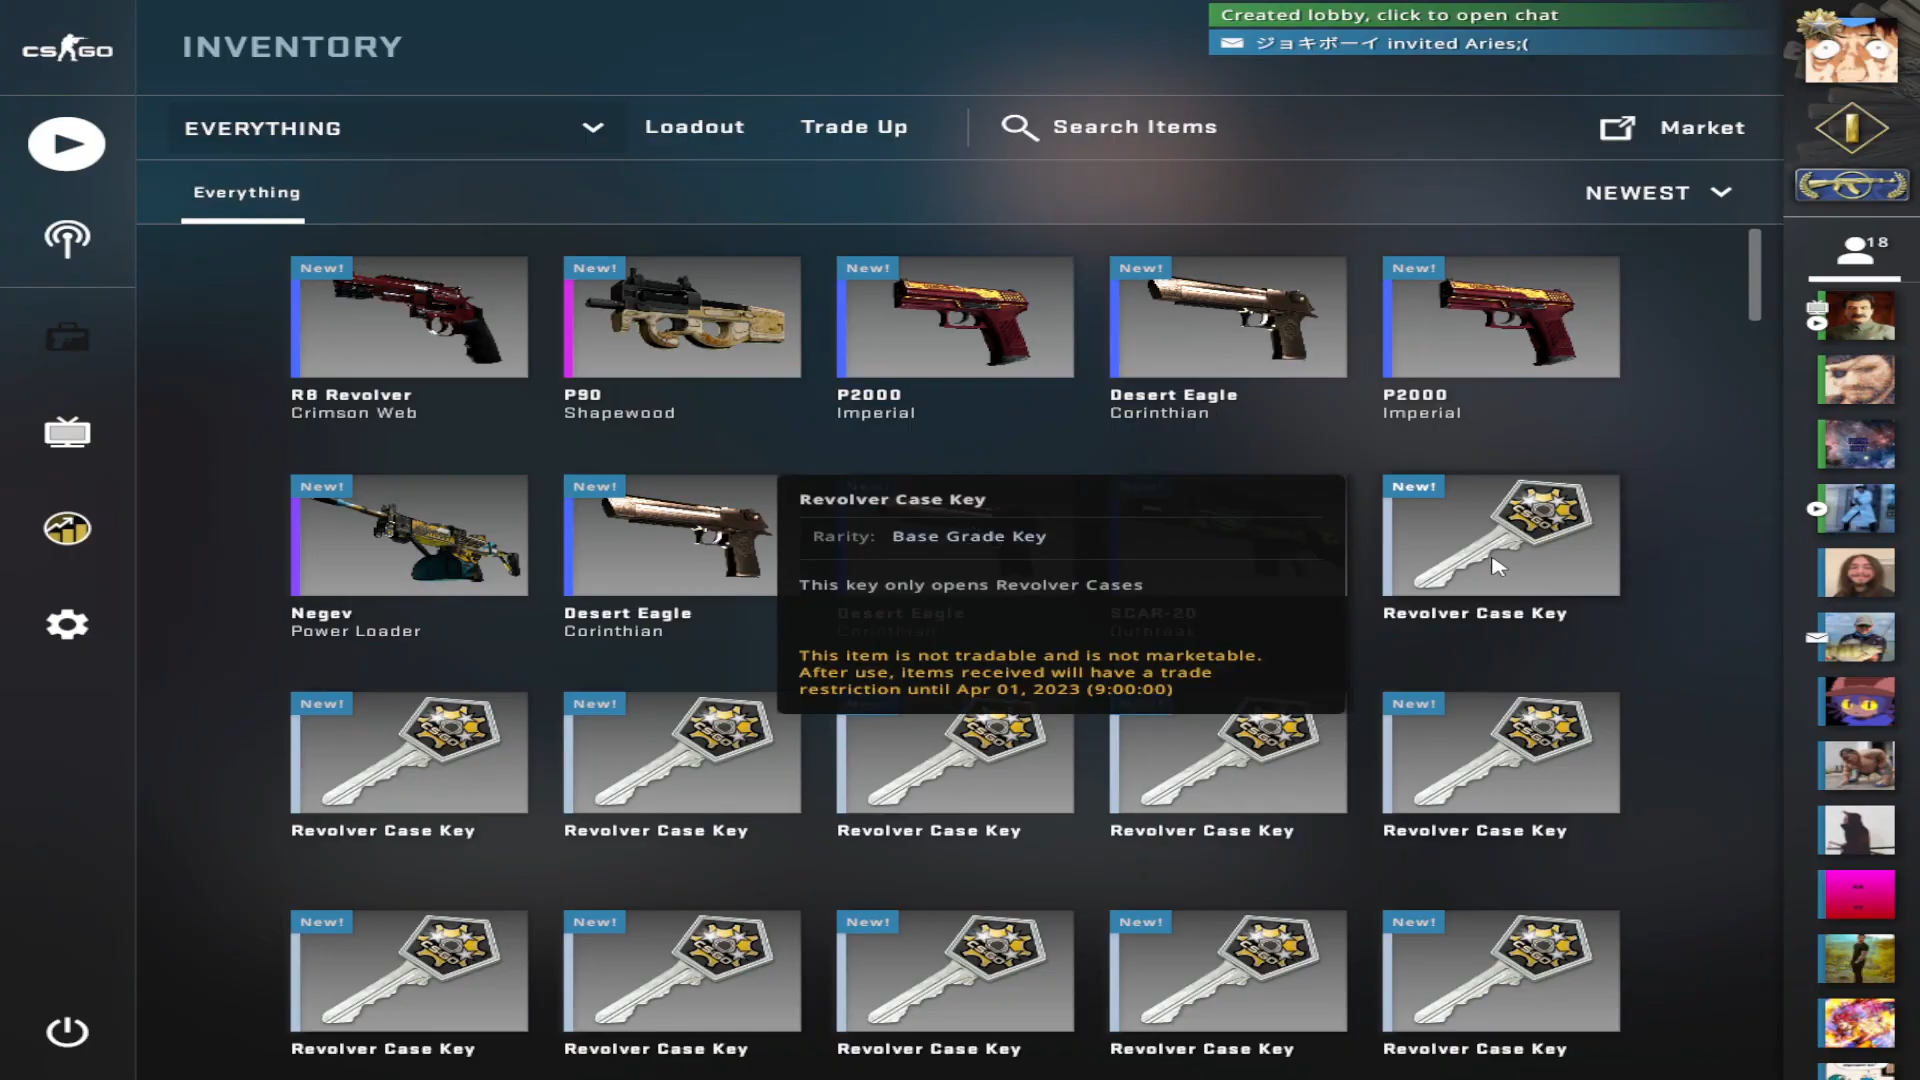 Created lobby, click to open chat
CS GO
INVENTORY
ジョキボーイ invited Aries;(
EVERYTHING
Loadout
Trade Up
Search Items
Market
Everything
NEWEST
18
New!
New!
New!
New!
New!
R8 Revolver
Crimson Web
P90
Shapewood
P2000
Imperial
Desert Eagle
Corinthian
P2000
Imperial
New!
New!
New!
Negev
Power Loader
Desert Eagle
Corinthian
Desert Eagle
Corinthian
SCAR-20
Outbreak
Revolver Case Key
Revolver Case Key
Rarity: Base Grade Key
This key only opens Revolver Cases
This item is not tradable and is not marketable.
After use, items received will have a trade
restriction until Apr 01, 2023 (9:00:00)
New!
New!
New!
Revolver Case Key
Revolver Case Key
Revolver Case Key
Revolver Case Key
Revolver Case Key
New!
New!
New!
New!
New!
Revolver Case Key
Revolver Case Key
Revolver Case Key
Revolver Case Key
Revolver Case Key